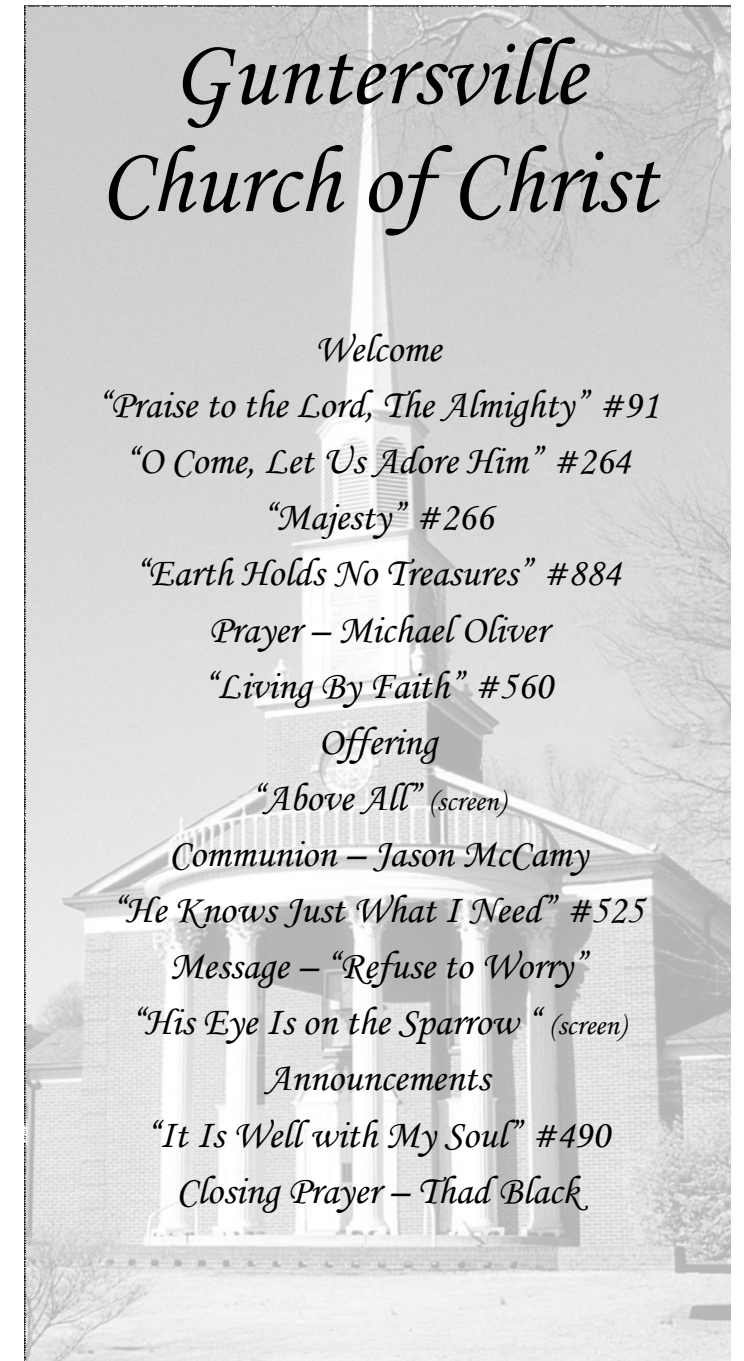 Guntersville
Church of Christ
Welcome
“Praise to the Lord, The Almighty” #91
“O Come, Let Us Adore Him” #264
“Majesty” #266
“Earth Holds No Treasures” #884
Prayer – Michael Oliver
“Living By Faith” #560
Offering
“Above All” (screen)
Communion – Jason McCamy
“He Knows Just What I Need” #525
Message – “Refuse to Worry”
“His Eye Is on the Sparrow “ (screen)
Announcements
“It Is Well with My Soul” #490
Closing Prayer – Thad Black